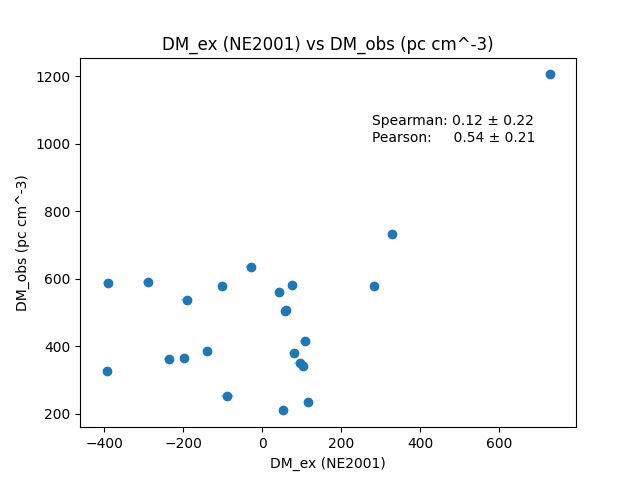 DM_ex (NE2001) vs DM_obs (pc cm^-3)
1200
1000
800
600
400
200
DM_obs (pc cm^-3)
Spearman: 0.12 ± 0.22
Pearson: 0.54 ± 0.21
−400
−200
0
200
400
600
DM_ex (NE2001)